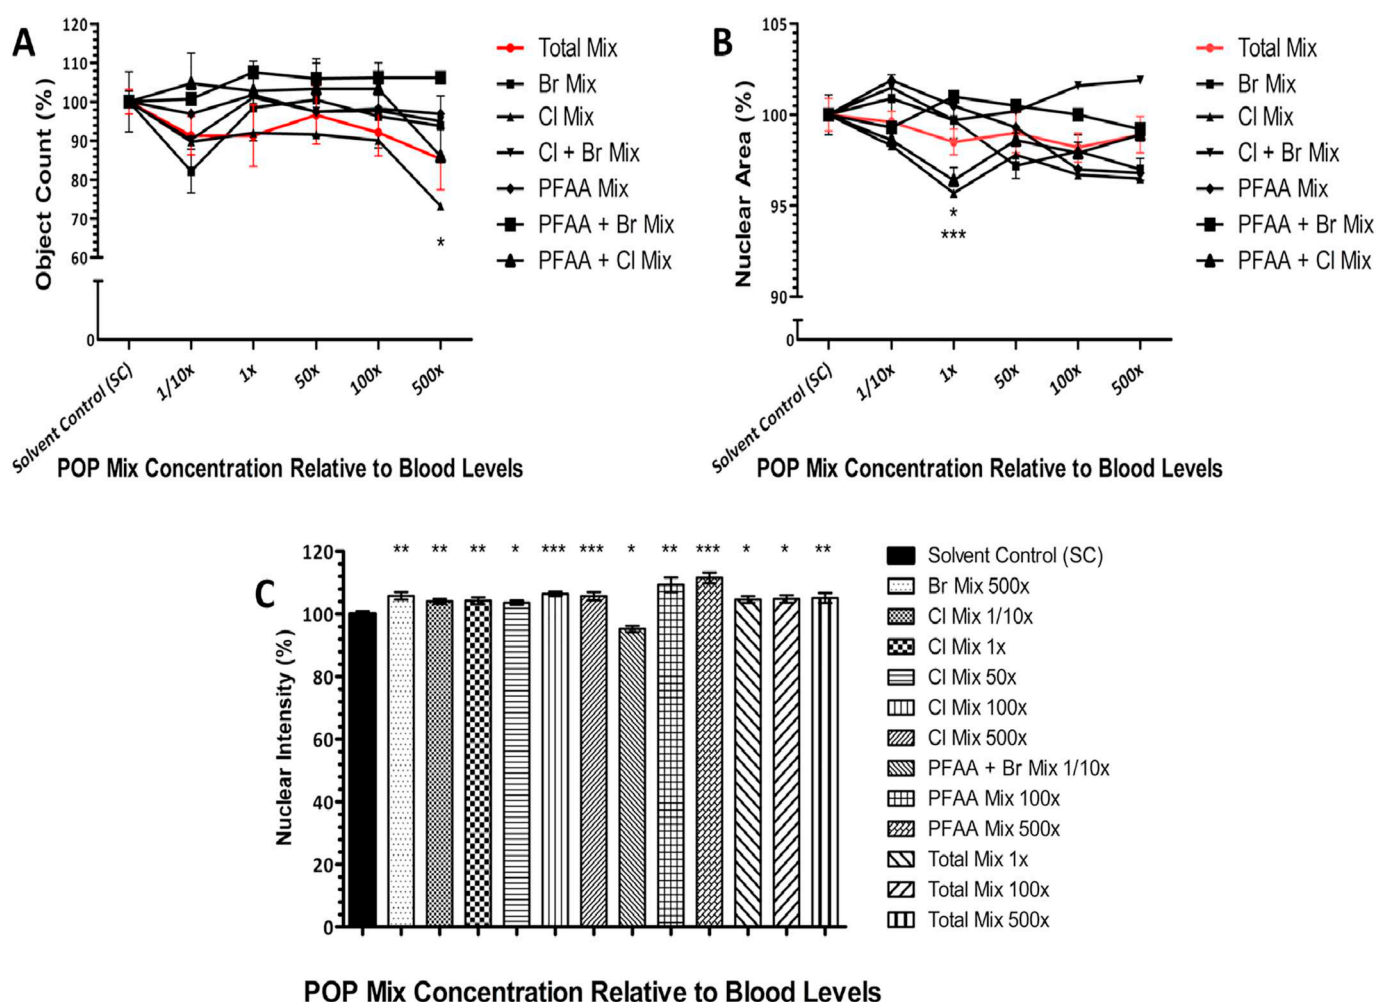 A
120
110
100
90
80
70
60
0
Object Count (%)
Solvent Control (SC)
1/10x
1x
50x
100x
500x
*
POP Mix Concentration Relative to Blood Levels
Total Mix
Br Mix
Cl Mix
Cl + Br Mix
PFAA Mix
PFAA + Br Mix
PFAA + Cl Mix
B
105
100
95
90
0
Nuclear Area (%)
*
***
Solvent Control (SC)
1/10x
1x
50x
100x
500x
POP Mix Concentration Relative to Blood Levels
Total Mix
Br Mix
Cl Mix
Cl + Br Mix
PFAA Mix
PFAA + Br Mix
PFAA + Cl Mix
C
120
100
80
60
40
20
0
Nuclear Intensity (%)
** ** ** * *** *** * ** *** * * **
POP Mix Concentration Relative to Blood Levels
Solvent Control (SC)
Br Mix 500x
Cl Mix 1/10x
Cl Mix 1x
Cl Mix 50x
Cl Mix 100x
Cl Mix 500x
PFAA + Br Mix 1/10x
PFAA Mix 100x
PFAA Mix 500x
Total Mix 1x
Total Mix 100x
Total Mix 500x